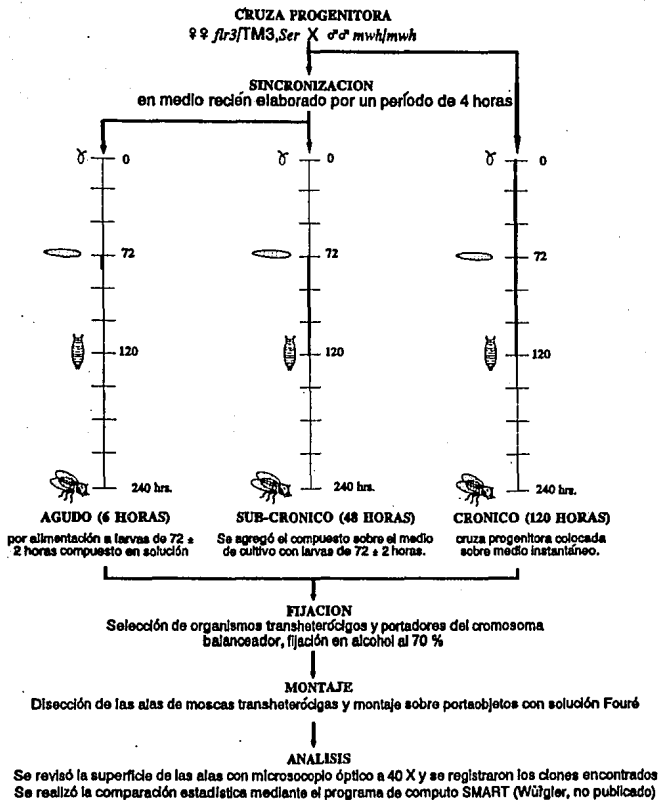 CRUZA PROGENITORA
♀♀ flr3/TM3,Ser X ♂♂ mwh/mwh
SINCRONIZACION
en medio recién elaborado por un período de 4 horas
0
0
0
72
72
72
120
120
120
240 hrs.
240 hrs.
240 hrs.
AGUDO (6 HORAS)
por alimentación a larvas de 72 ±
2 horas compuesto en solución
SUB-CRONICO (48 HORAS)
Se agregó el compuesto sobre el medio
de cultivo con larvas de 72 ± 2 horas.
CRONICO (120 HORAS)
cruza progenitora colocada
sobre medio instantáneo.
FIJACION
Selección de organismos transheterócigos y portadores del cromosoma
balanceador, fijación en alcohol al 70 %
MONTAJE
Disección de las alas de moscas transheterócigas y montaje sobre portaobjetos con solución Fouré
ANALISIS
Se revisó la superficie de las alas con microsocopio óptico a 40 X y se registraron los clones encontrados
Se realizó la comparación estadística mediante el programa de computo SMART (Würgler, no publicado)